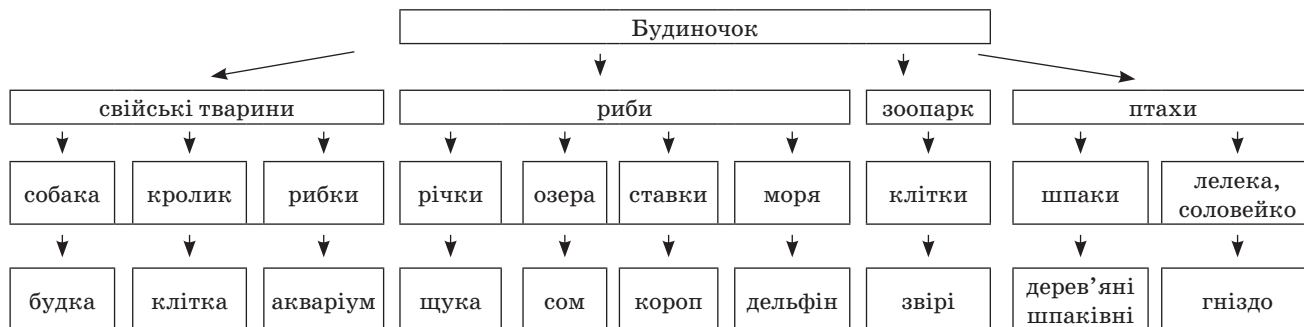 Будиночок
свійські тварини
риби
зоопарк
птахи
собака
кролик
рибки
річки
озера
ставки
моря
клітки
шпаки
лелека,
соловейко
будка
клітка
акваріум
щука
сом
короп
дельфін
звірі
дерев’яні
шпаківні
гніздо